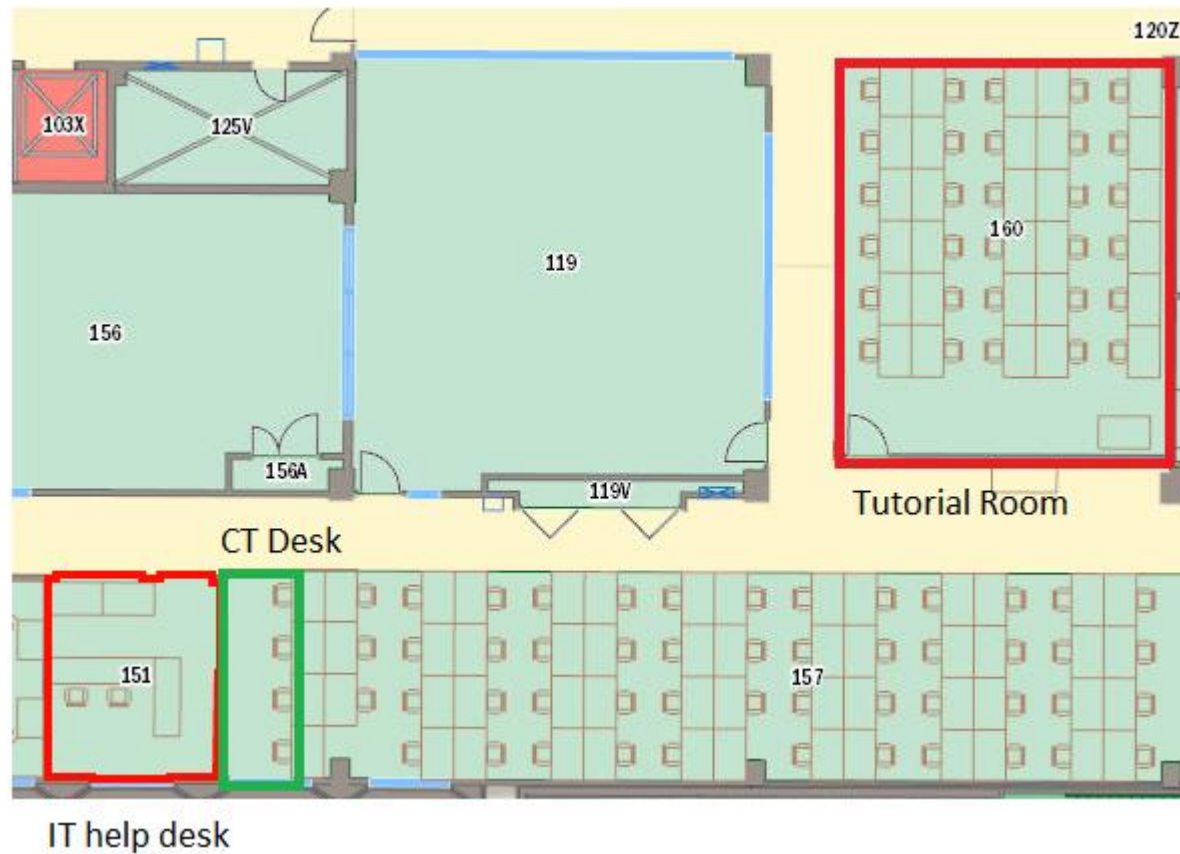 120Z
103X
125V
160
119
156
156A
119V
Tutorial Room
CT Desk
151
157
IT help desk